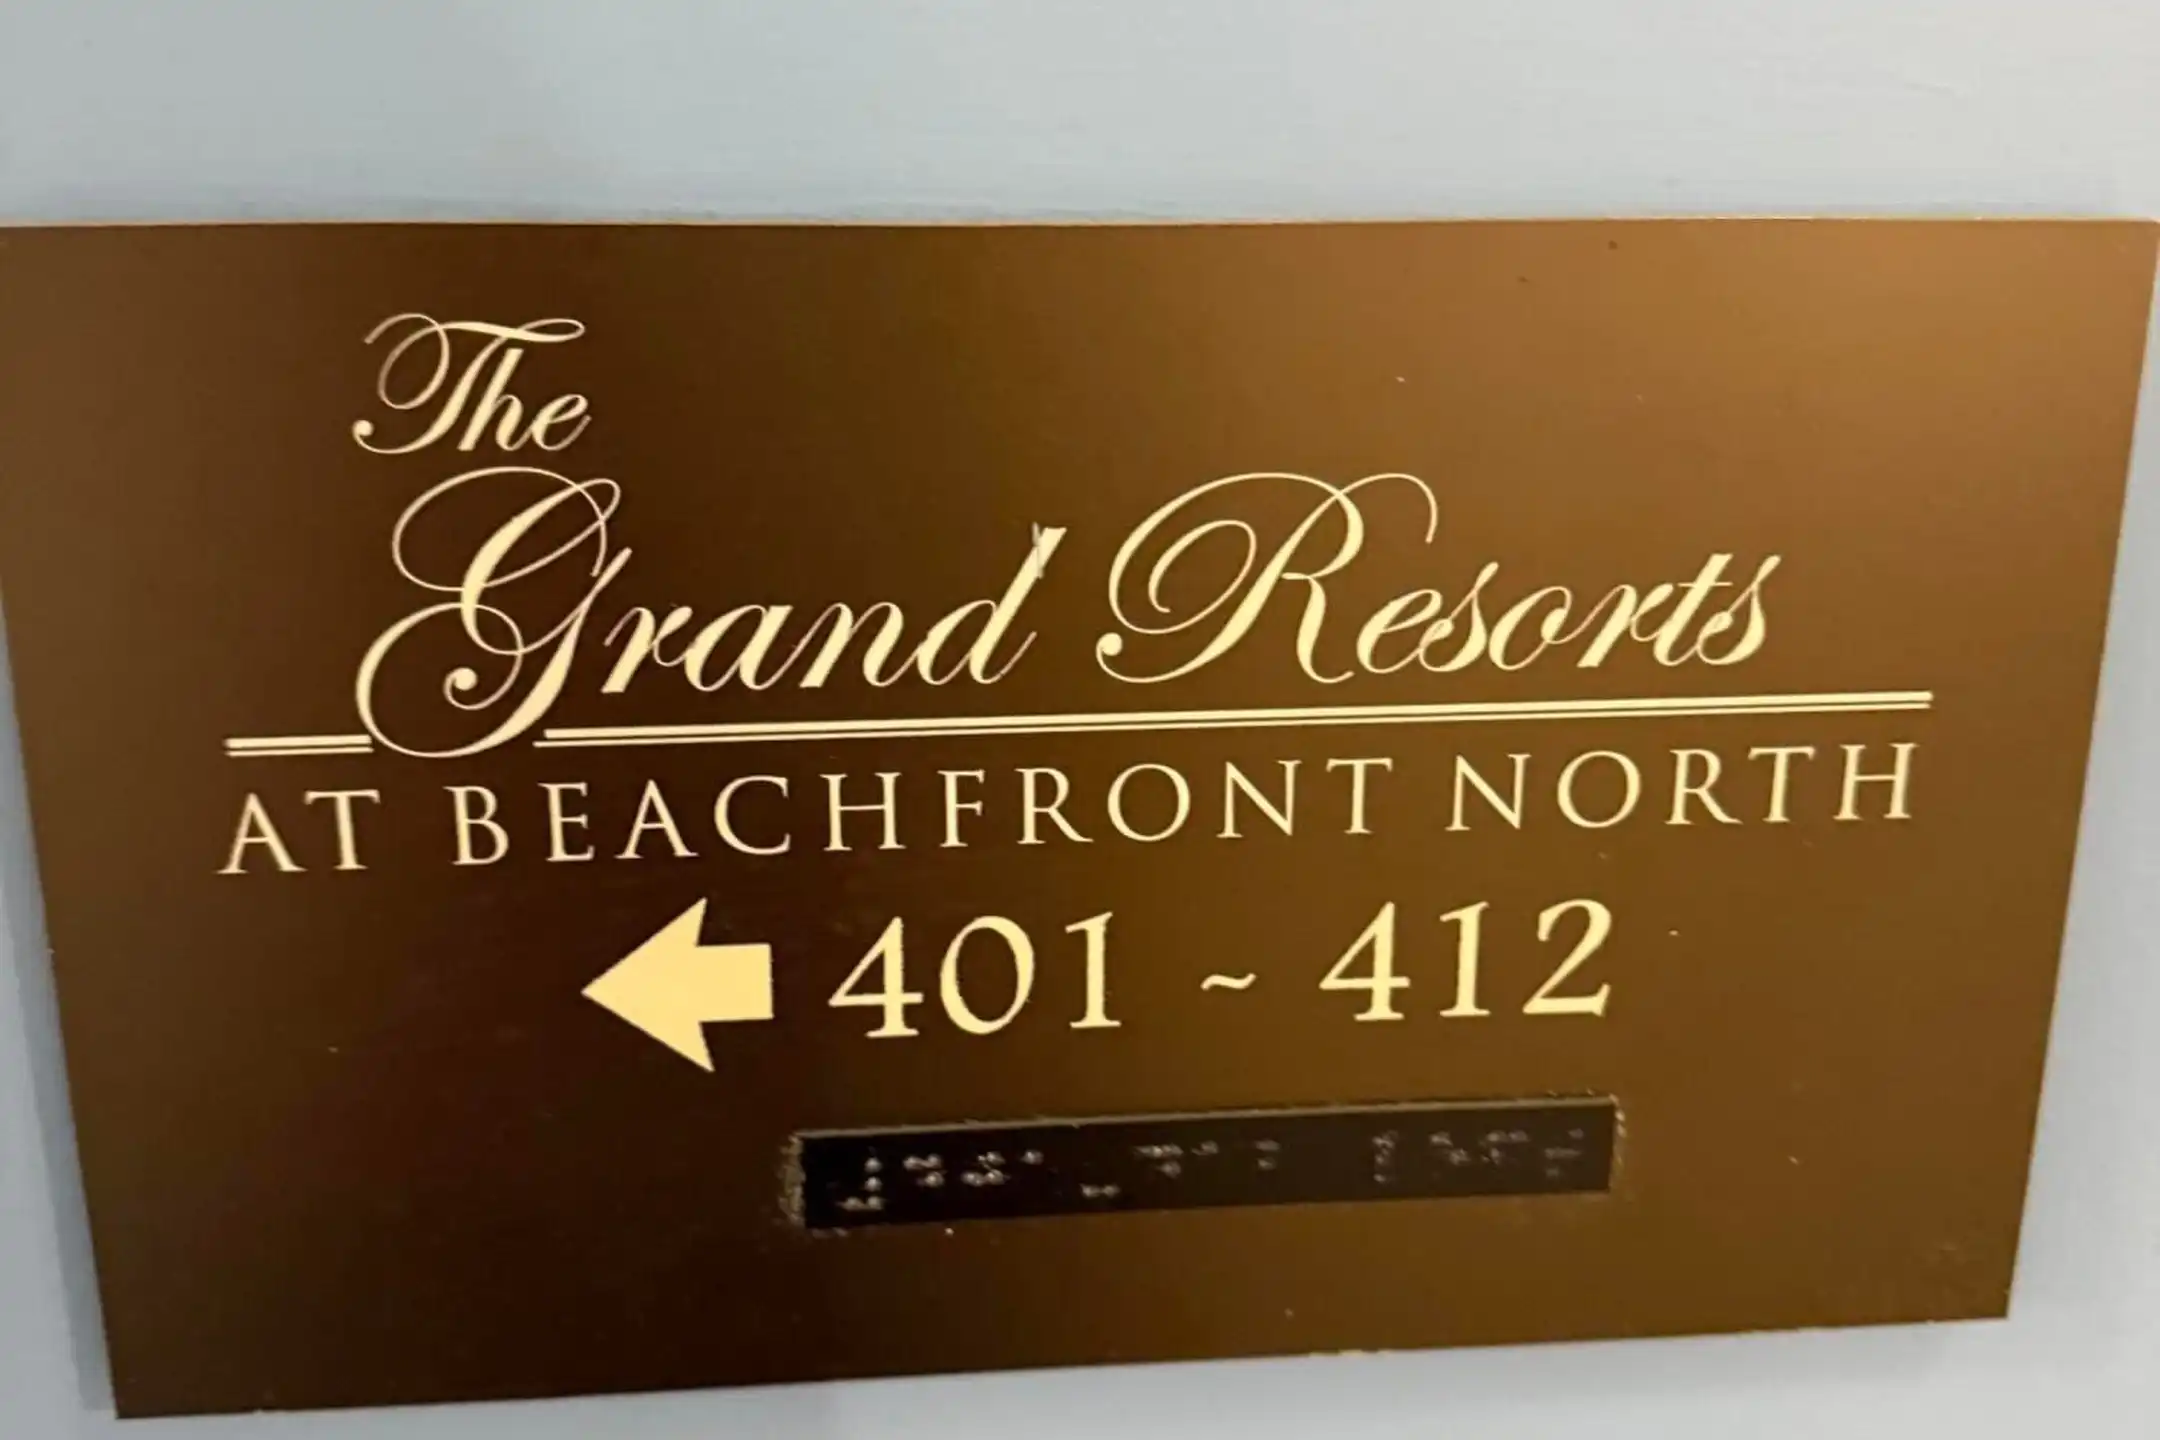 The
Grand Resorts
AT BEACHFRONT NORTH
401 ~ 412